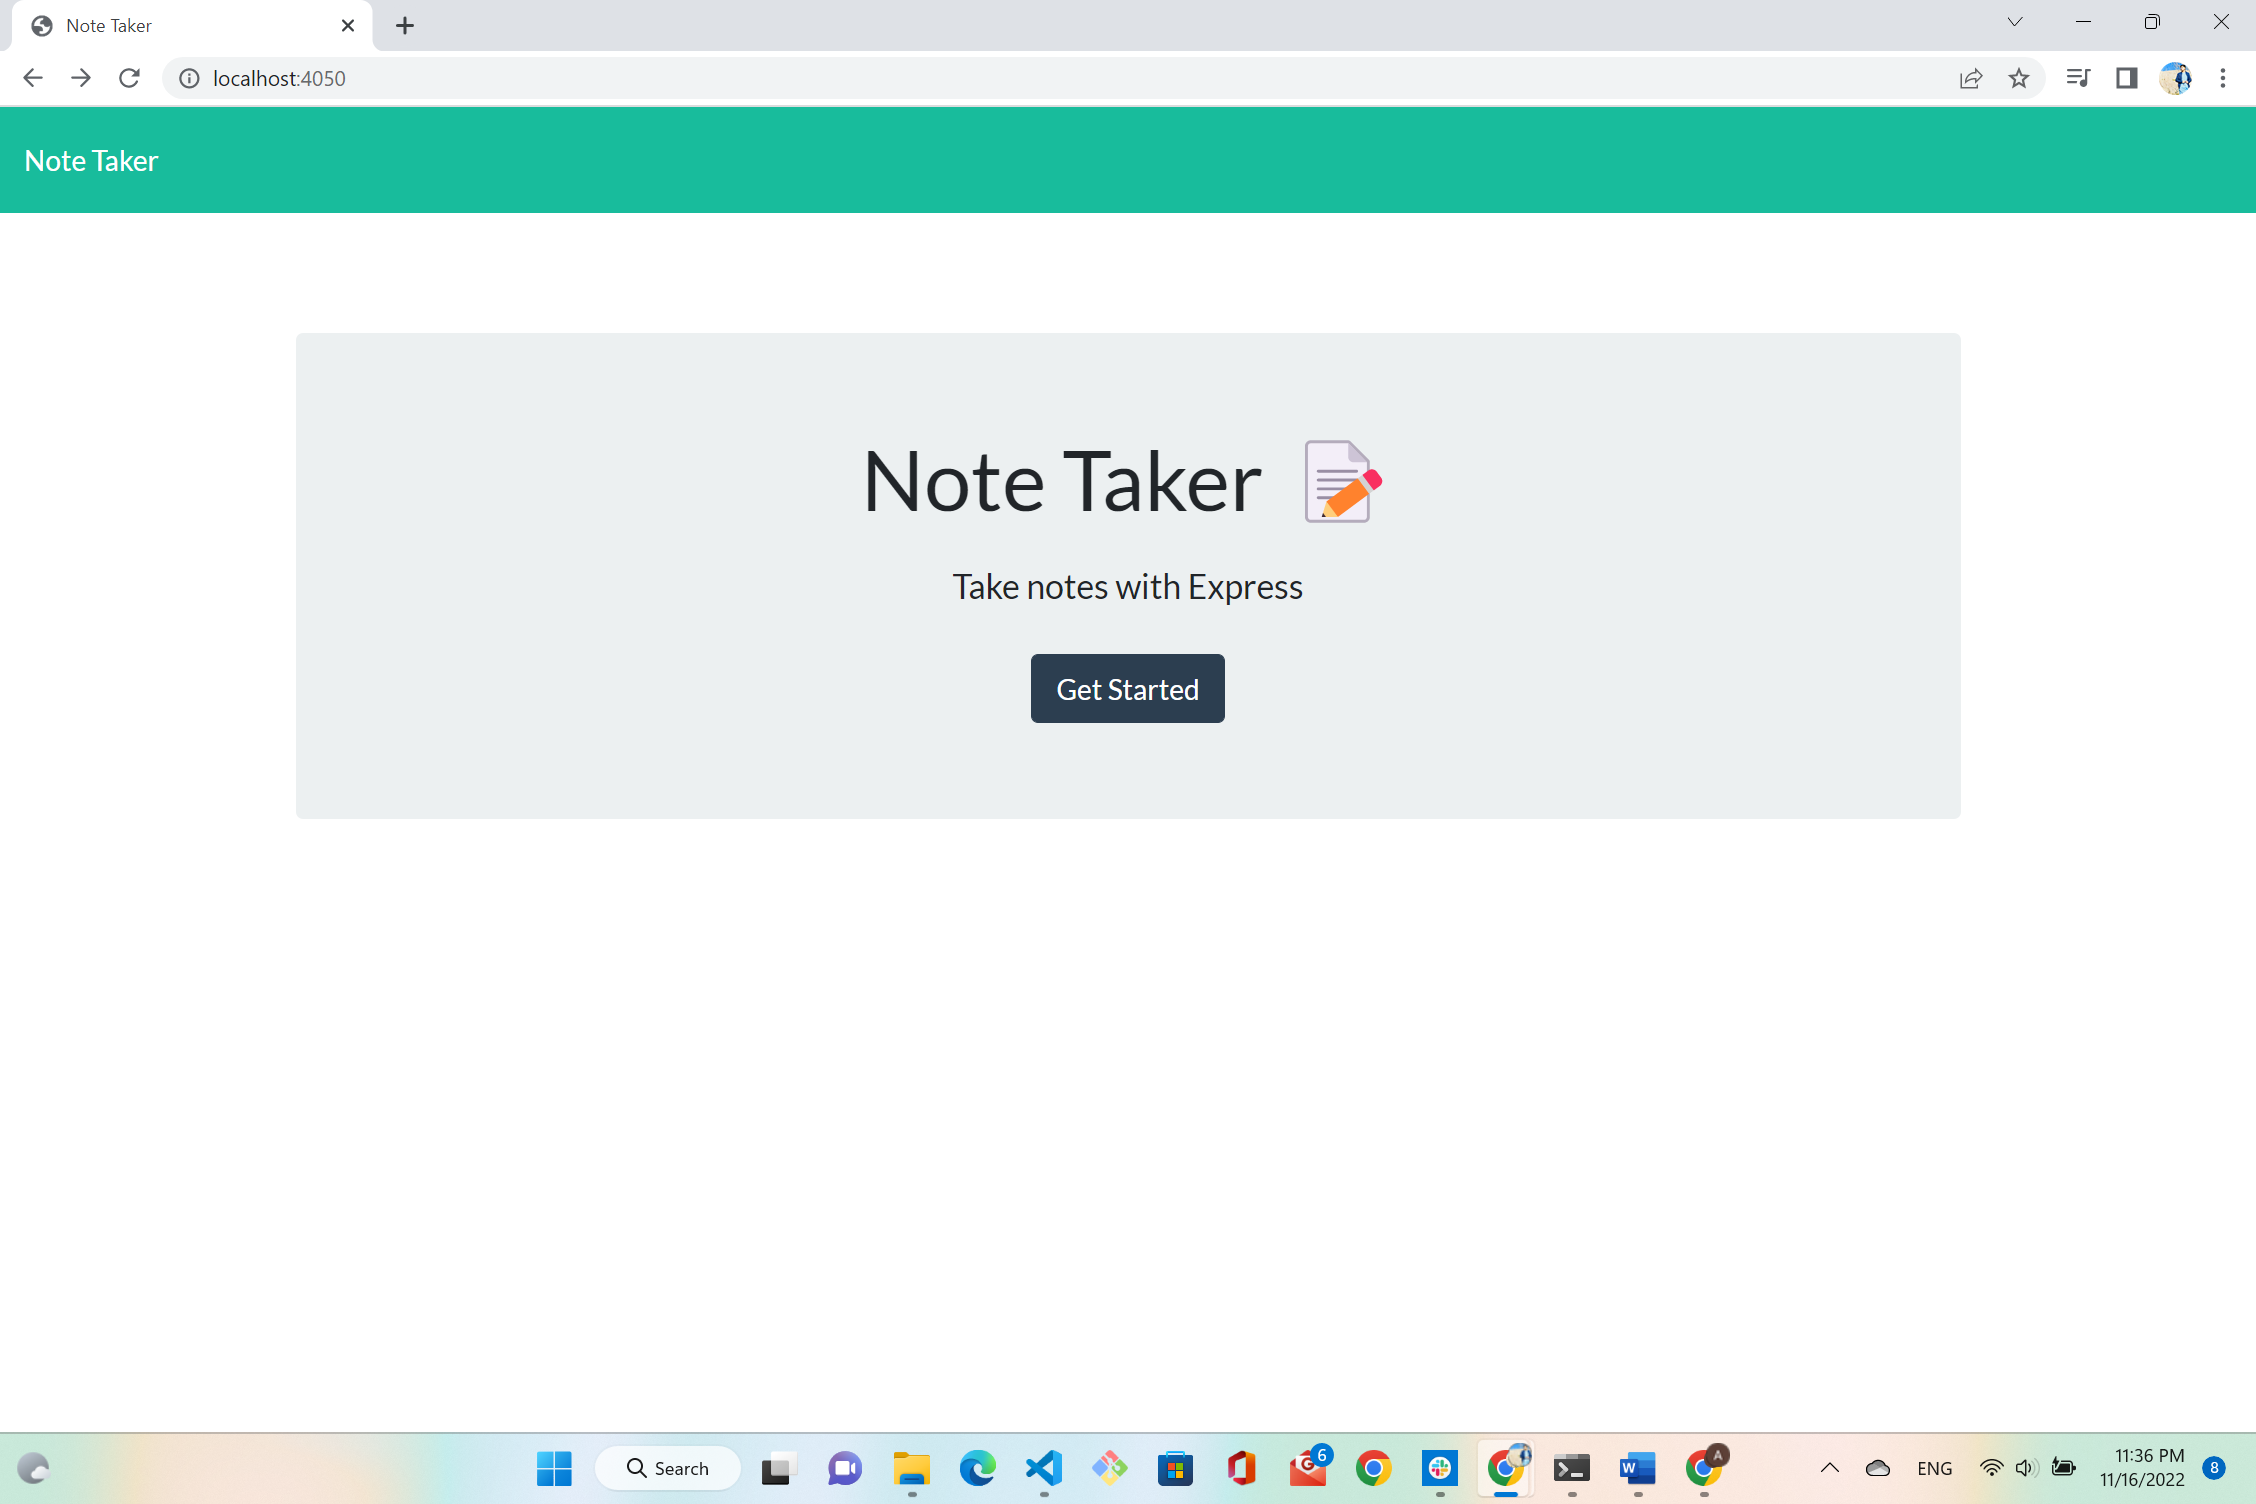 Note Taker
localhost:4050
Note Taker
Note Taker
Take notes with Express
Get Started
Search
G
6
W
A
ENG
11:36 PM
11/16/2022
8